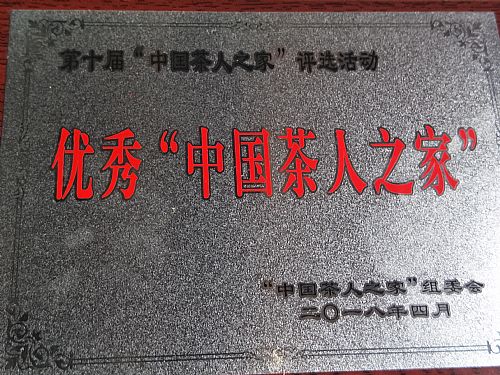 第十届“中国茶人之家”评选活动
优秀“中国茶人之家”
“中国茶人之家”组委会
二〇一八年四月